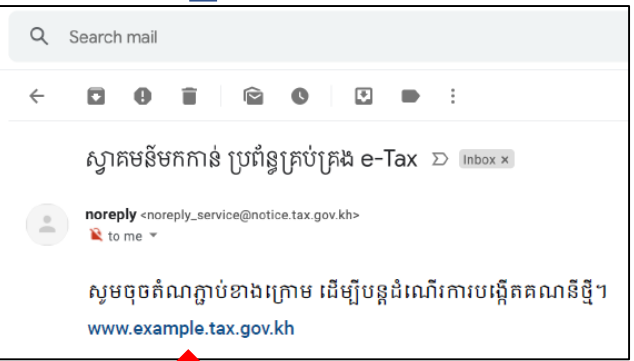 Search mail
ស្វាគមន៍មកកាន់ ប្រព័ន្ធគ្រប់គ្រង e-Tax Inbox x
noreply <noreply_service@notice.tax.gov.kh>
to me
សូមចុចតំណភ្ជាប់ខាងក្រោម ដើម្បីបន្តដំណើរការបង្កើតគណនីថ្មី។
www.example.tax.gov.kh